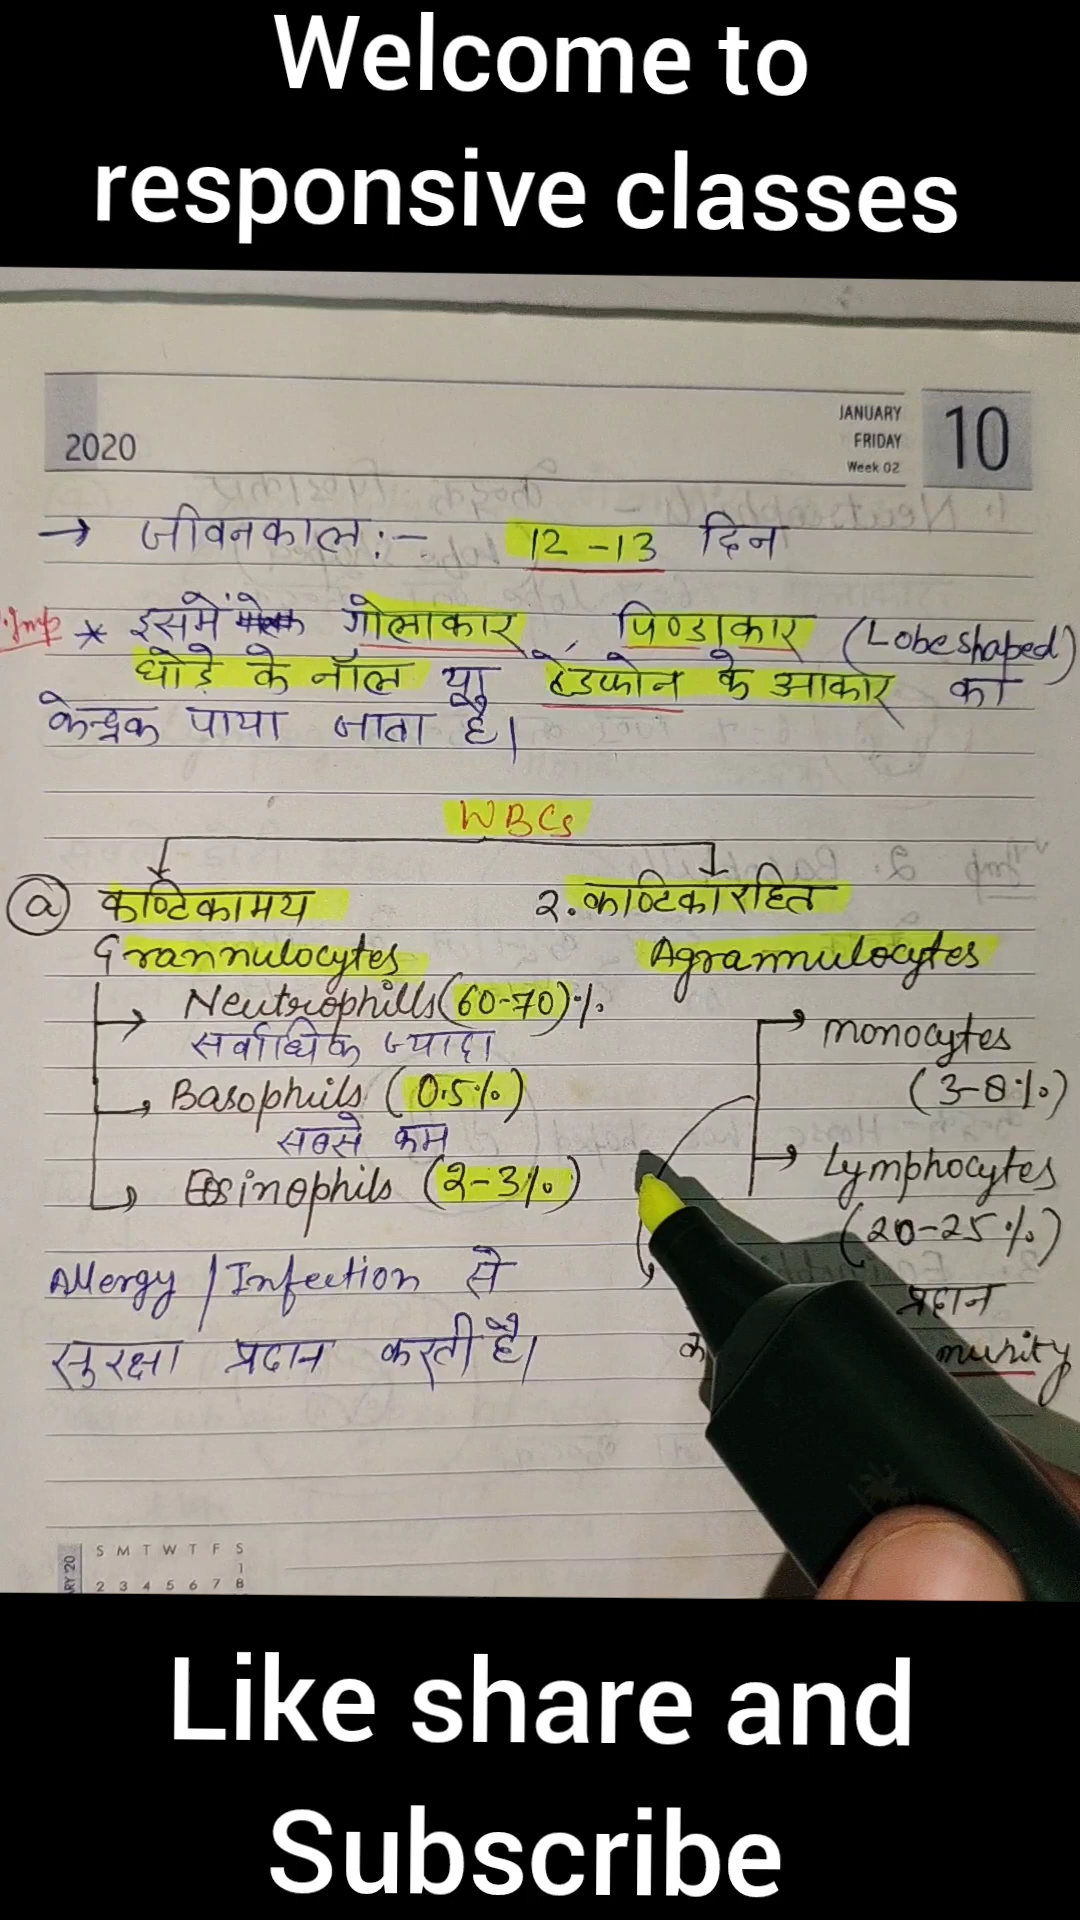 Welcome to
responsive classes
2020
JANUARY
FRIDAY
Week 02
10
→ जीवनकाल :- 12-13 दिन
Imp * इसमें गोलाकार, पिण्डाकार (Lobe shaped)
घोड़े के नॉल या हेडफोन के आकार का
केन्द्रक पाया जाता है।
WBCs
(a) कणिकामय
Grannulocytes
→ Neutrophills (60-70)%
सर्वाधिक ज्यादा
→ Basophils (0.5%)
सबसे कम
→ Eosinophils (2-3%)
Allergy / Infection से
सुरक्षा प्रदान करती है।
2. कणिकारहित
Agrannulocytes
→ monocytes
(3-8%)
→ Lymphocytes
(20-25%)
प्रदान
क munity
S M T W T F S
1
2 3 4 5 6 7 8
Like share and
Subscribe